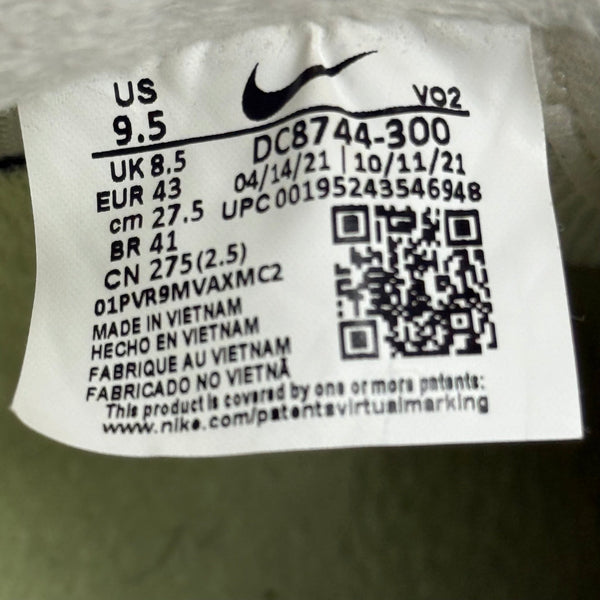 US
9.5
VO2
UK 8.5
EUR 43
cm 27.5
BR 41
CN 275(2.5)
DC8744-300
04/14/21 | 10/11/21
UPC 00195243546948
01PVR9MVAXMC2
MADE IN VIETNAM
HECHO EN VIETNAM
FABRIQUE AU VIETNAM
FABRICADO NO VIETNÃ
This product is covered by one or more patents:
www.nike.com/patentsvirtualmarking